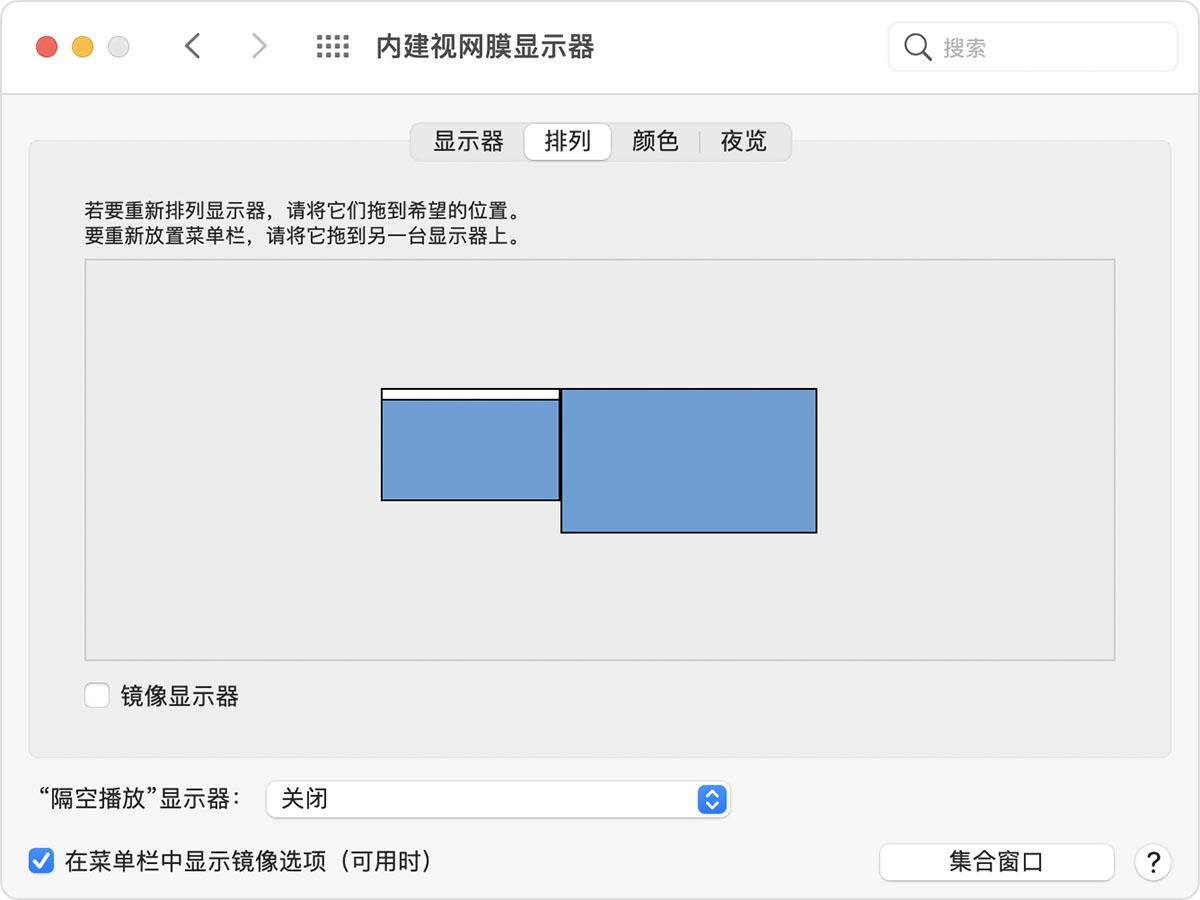 内建视网膜显示器
搜索
显示器 排列 颜色 夜览
若要重新排列显示器，请将它们拖到希望的位置。
要重新放置菜单栏，请将它拖到另一台显示器上。
镜像显示器
“隔空播放”显示器：
关闭
在菜单栏中显示镜像选项（可用时）
集合窗口
?